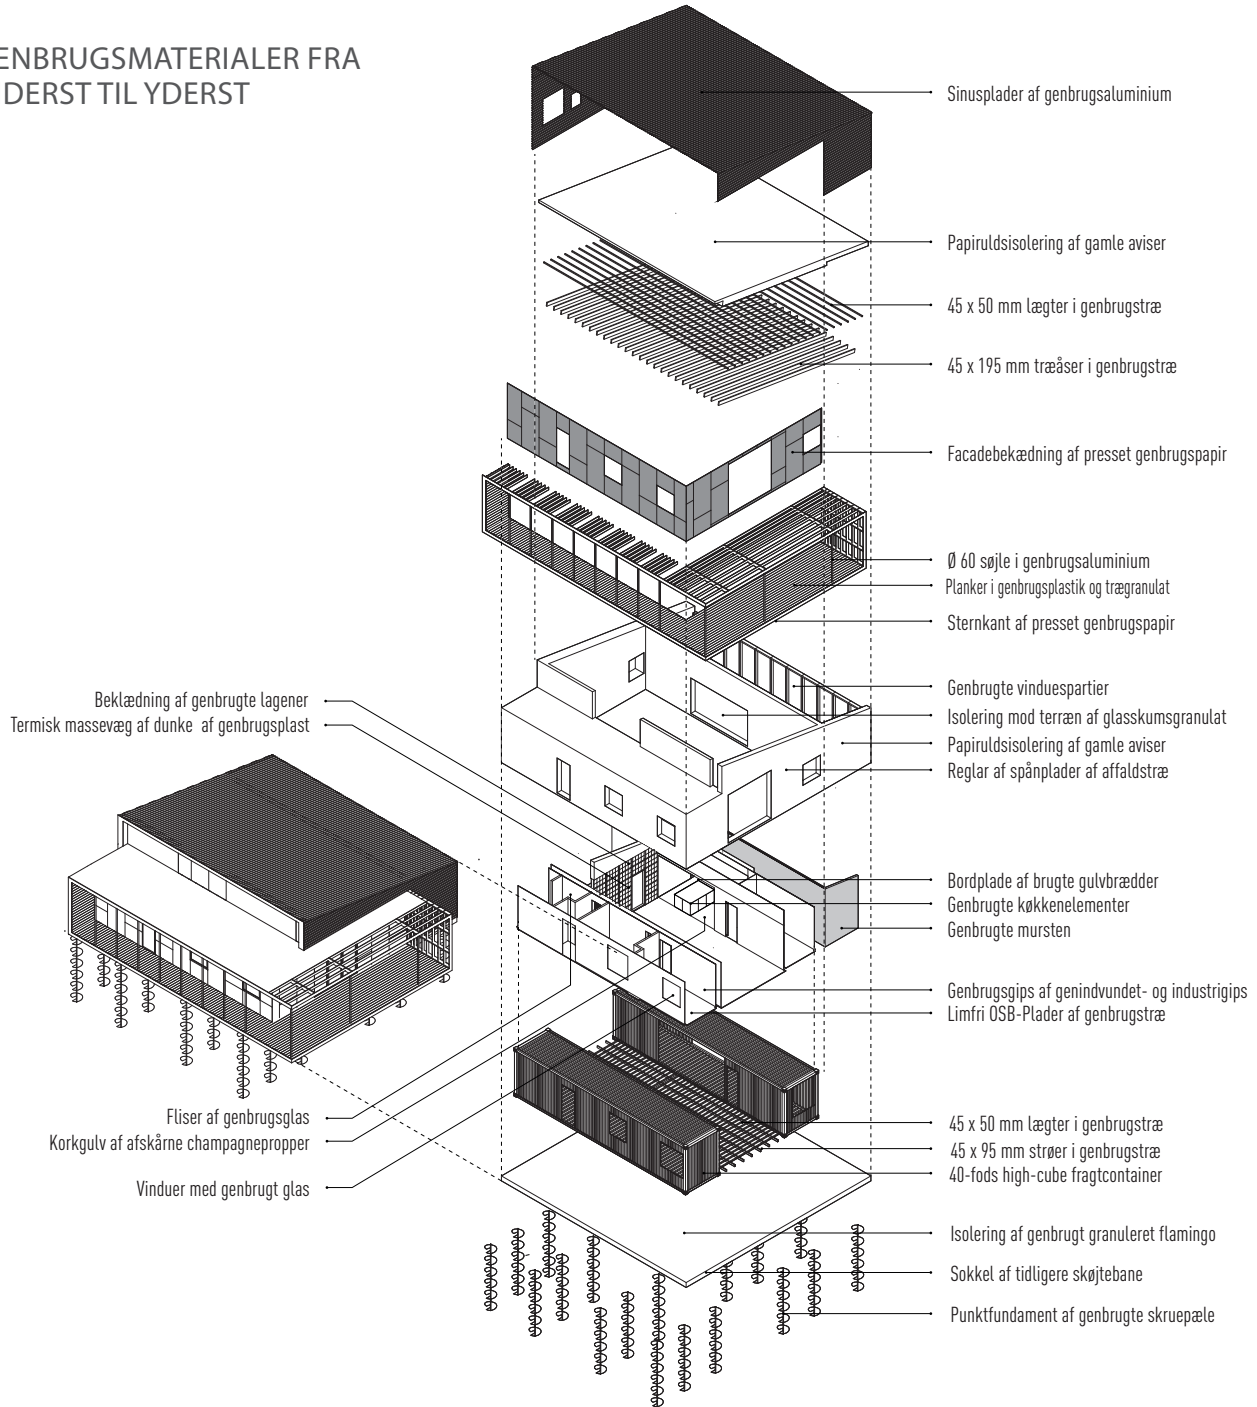 ENBRUGSMATERIALER FRA
DERST TIL YDERST
Sinusplader af genbrugsaluminium
Papiruldsisolering af gamle aviser
45 x 50 mm lægter i genbrugstræ
45 x 195 mm træåser i genbrugstræ
Facadebekædning af presset genbrugspapir
Ø 60 søjle i genbrugsaluminium
Planker i genbrugsplastik og trægranulat
Sternkant af presset genbrugspapir
Genbrugte vinduespartier
Isolering mod terræn af glasskumsgranulat
Papiruldsisolering af gamle aviser
Reglar af spånplader af affaldstræ
Beklædning af genbrugte lagener
Termisk massevæg af dunke af genbrugsplast
Bordplade af brugte gulvbrædder
Genbrugte køkkenelementer
Genbrugte mursten
Genbrugsgips af genindvundet- og industrigips
Limfri OSB-Plader af genbrugstræ
Fliser af genbrugsglas
Korkgulv af afskårne champagnepropper
Vinduer med genbrugt glas
45 x 50 mm lægter i genbrugstræ
45 x 95 mm strøer i genbrugstræ
40-fods high-cube fragtcontainer
Isolering af genbrugt granuleret flamingo
Sokkel af tidligere skøjtebane
Punktfundament af genbrugte skruepæle